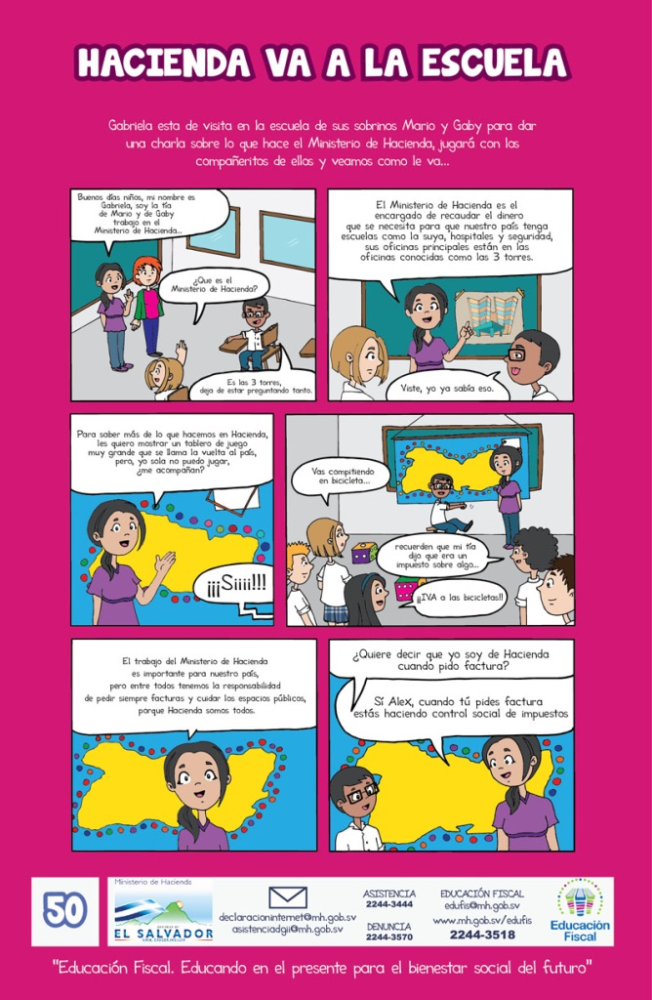 HACIENDA VA A LA ESCUELA
Gabriela esta de visita en la escuela de sus sobrinos Mario y Gaby para dar
una charla sobre lo que hace el Ministerio de Hacienda, jugará con los
compañeritos de ellos y veamos como le va...
Buenos días niños, mi nombre es
Gabriela, soy la tía
de Mario y de Gaby
trabajo en el
Ministerio de Hacienda...
¿Que es el
Ministerio de Hacienda?
Es las 3 torres,
deja de estar preguntando tanto.
El Ministerio de Hacienda es el
encargado de recaudar el dinero
que se necesita para que nuestro país tenga
escuelas como la suya, hospitales y seguridad,
sus oficinas principales están en las
oficinas conocidas como las 3 torres.
Viste, yo ya sabía eso.
Para saber más de lo que hacemos en Hacienda,
les quiero mostrar un tablero de juego
muy grande que se llama la vuelta al país,
pero, yo sola no puedo jugar,
¿me acompañan?
¡¡¡Siiii!!!
Vas compitiendo
en bicicleta...
recuerden que mi tía
dijo que era un
impuesto sobre algo...
¡¡IVA a las bicicletas!!
El trabajo del Ministerio de Hacienda
es importante para nuestro país,
pero entre todos tenemos la responsabilidad
de pedir siempre facturas y cuidar los espacios públicos,
porque Hacienda somos todos.
¿Quiere decir que yo soy de Hacienda
cuando pido factura?
Sí Alex, cuando tú pides factura
estás haciendo control social de impuestos
50
Ministerio de Hacienda
EL SALVADOR
declaracioninternet@mh.gob.sv
asistenciadgii@mh.gob.sv
ASISTENCIA
2244-3444
DENUNCIA
2244-3570
EDUCACIÓN FISCAL
edufis@mh.gob.sv
www.mh.gob.sv/edufis
2244-3518
Educación
Fiscal
"Educación Fiscal. Educando en el presente para el bienestar social del futuro"